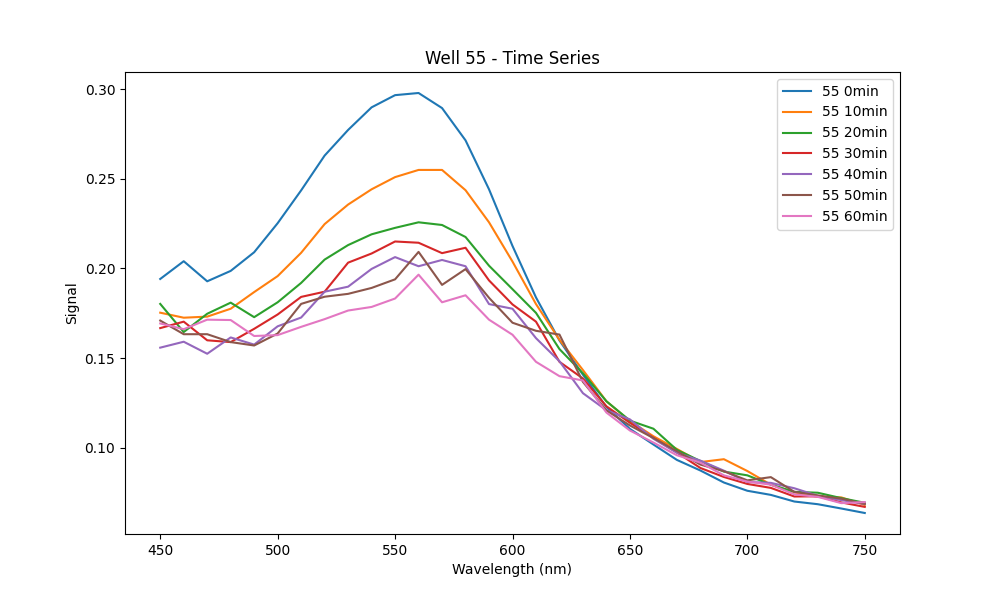 Well 55 - Time Series
0.30
0.25
0.20
0.15
0.10
Signal
55 0min
55 10min
55 20min
55 30min
55 40min
55 50min
55 60min
450 500 550 600 650 700 750
Wavelength (nm)